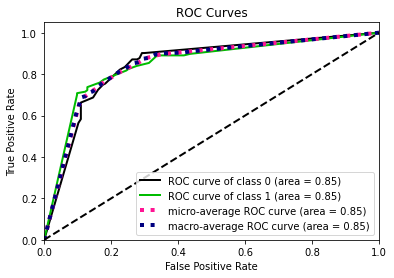 ROC Curves
True Positive Rate
1.0
0.8
0.6
0.4
0.2
0.0
ROC curve of class 0 (area = 0.85)
ROC curve of class 1 (area = 0.85)
micro-average ROC curve (area = 0.85)
macro-average ROC curve (area = 0.85)
0.0 0.2 0.4 0.6 0.8 1.0
False Positive Rate